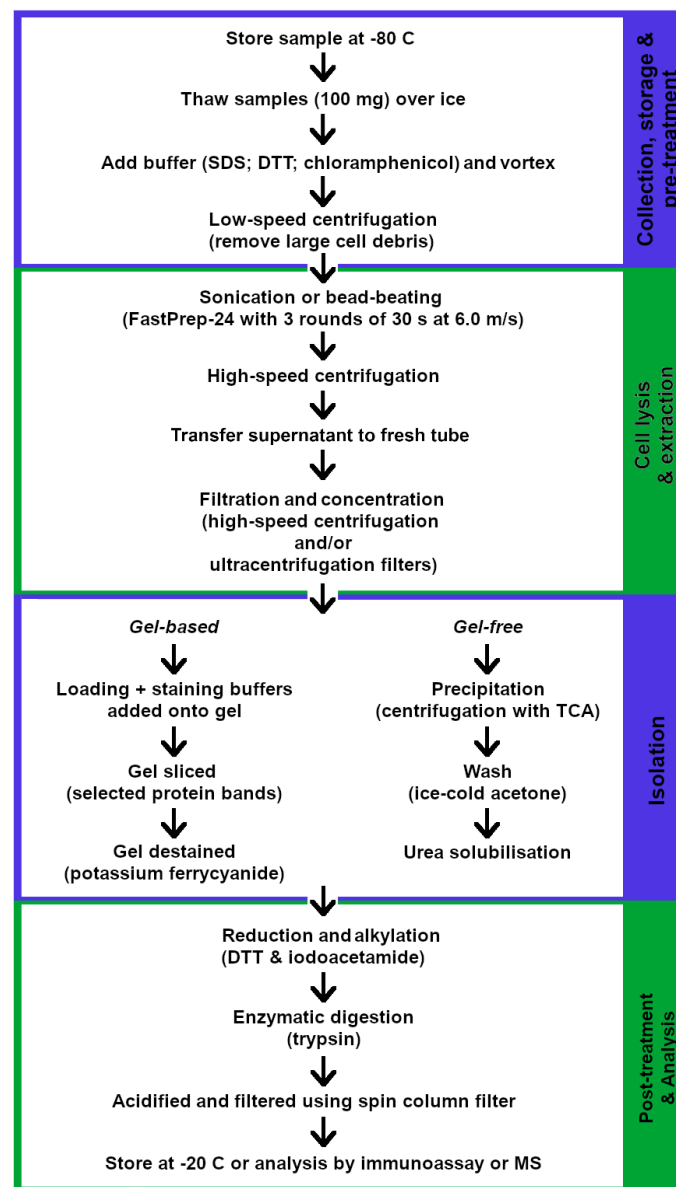 Store sample at -80 C
Thaw samples (100 mg) over ice
Add buffer (SDS; DTT; chloramphenicol) and vortex
Low-speed centrifugation
(remove large cell debris)
Collection, storage &
pre-treatment
Sonication or bead-beating
(FastPrep-24 with 3 rounds of 30 s at 6.0 m/s)
High-speed centrifugation
Transfer supernatant to fresh tube
Filtration and concentration
(high-speed centrifugation
and/or
ultracentrifugation filters)
Cell lysis
& extraction
Gel-based
Loading + staining buffers
added onto gel
Gel sliced
(selected protein bands)
Gel destained
(potassium ferrycyanide)
Gel-free
Precipitation
(centrifugation with TCA)
Wash
(ice-cold acetone)
Urea solubilisation
Isolation
Reduction and alkylation
(DTT & iodoacetamide)
Enzymatic digestion
(trypsin)
Acidified and filtered using spin column filter
Store at -20 C or analysis by immunoassay or MS
Post-treatment
& Analysis